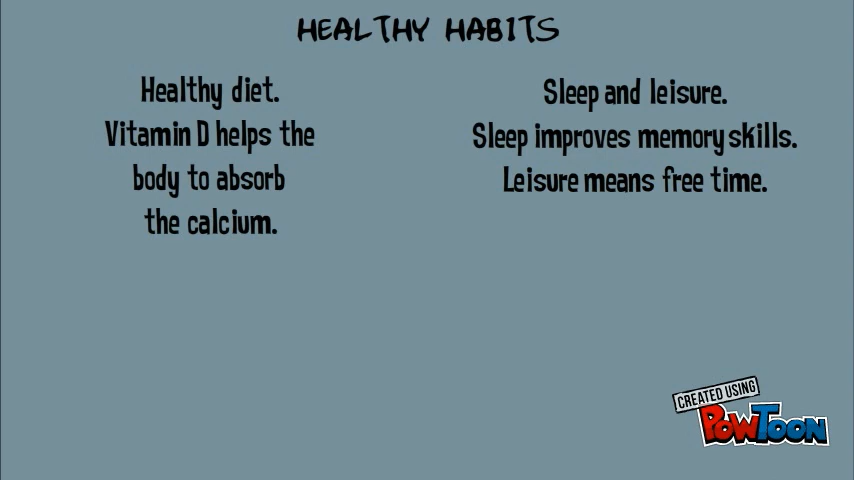 HEALTHY HABITS
Healthy diet.
Vitamin D helps the
body to absorb
the calcium.
Sleep and leisure.
Sleep improves memory skills.
Leisure means free time.
CREATED USING
POWTOON